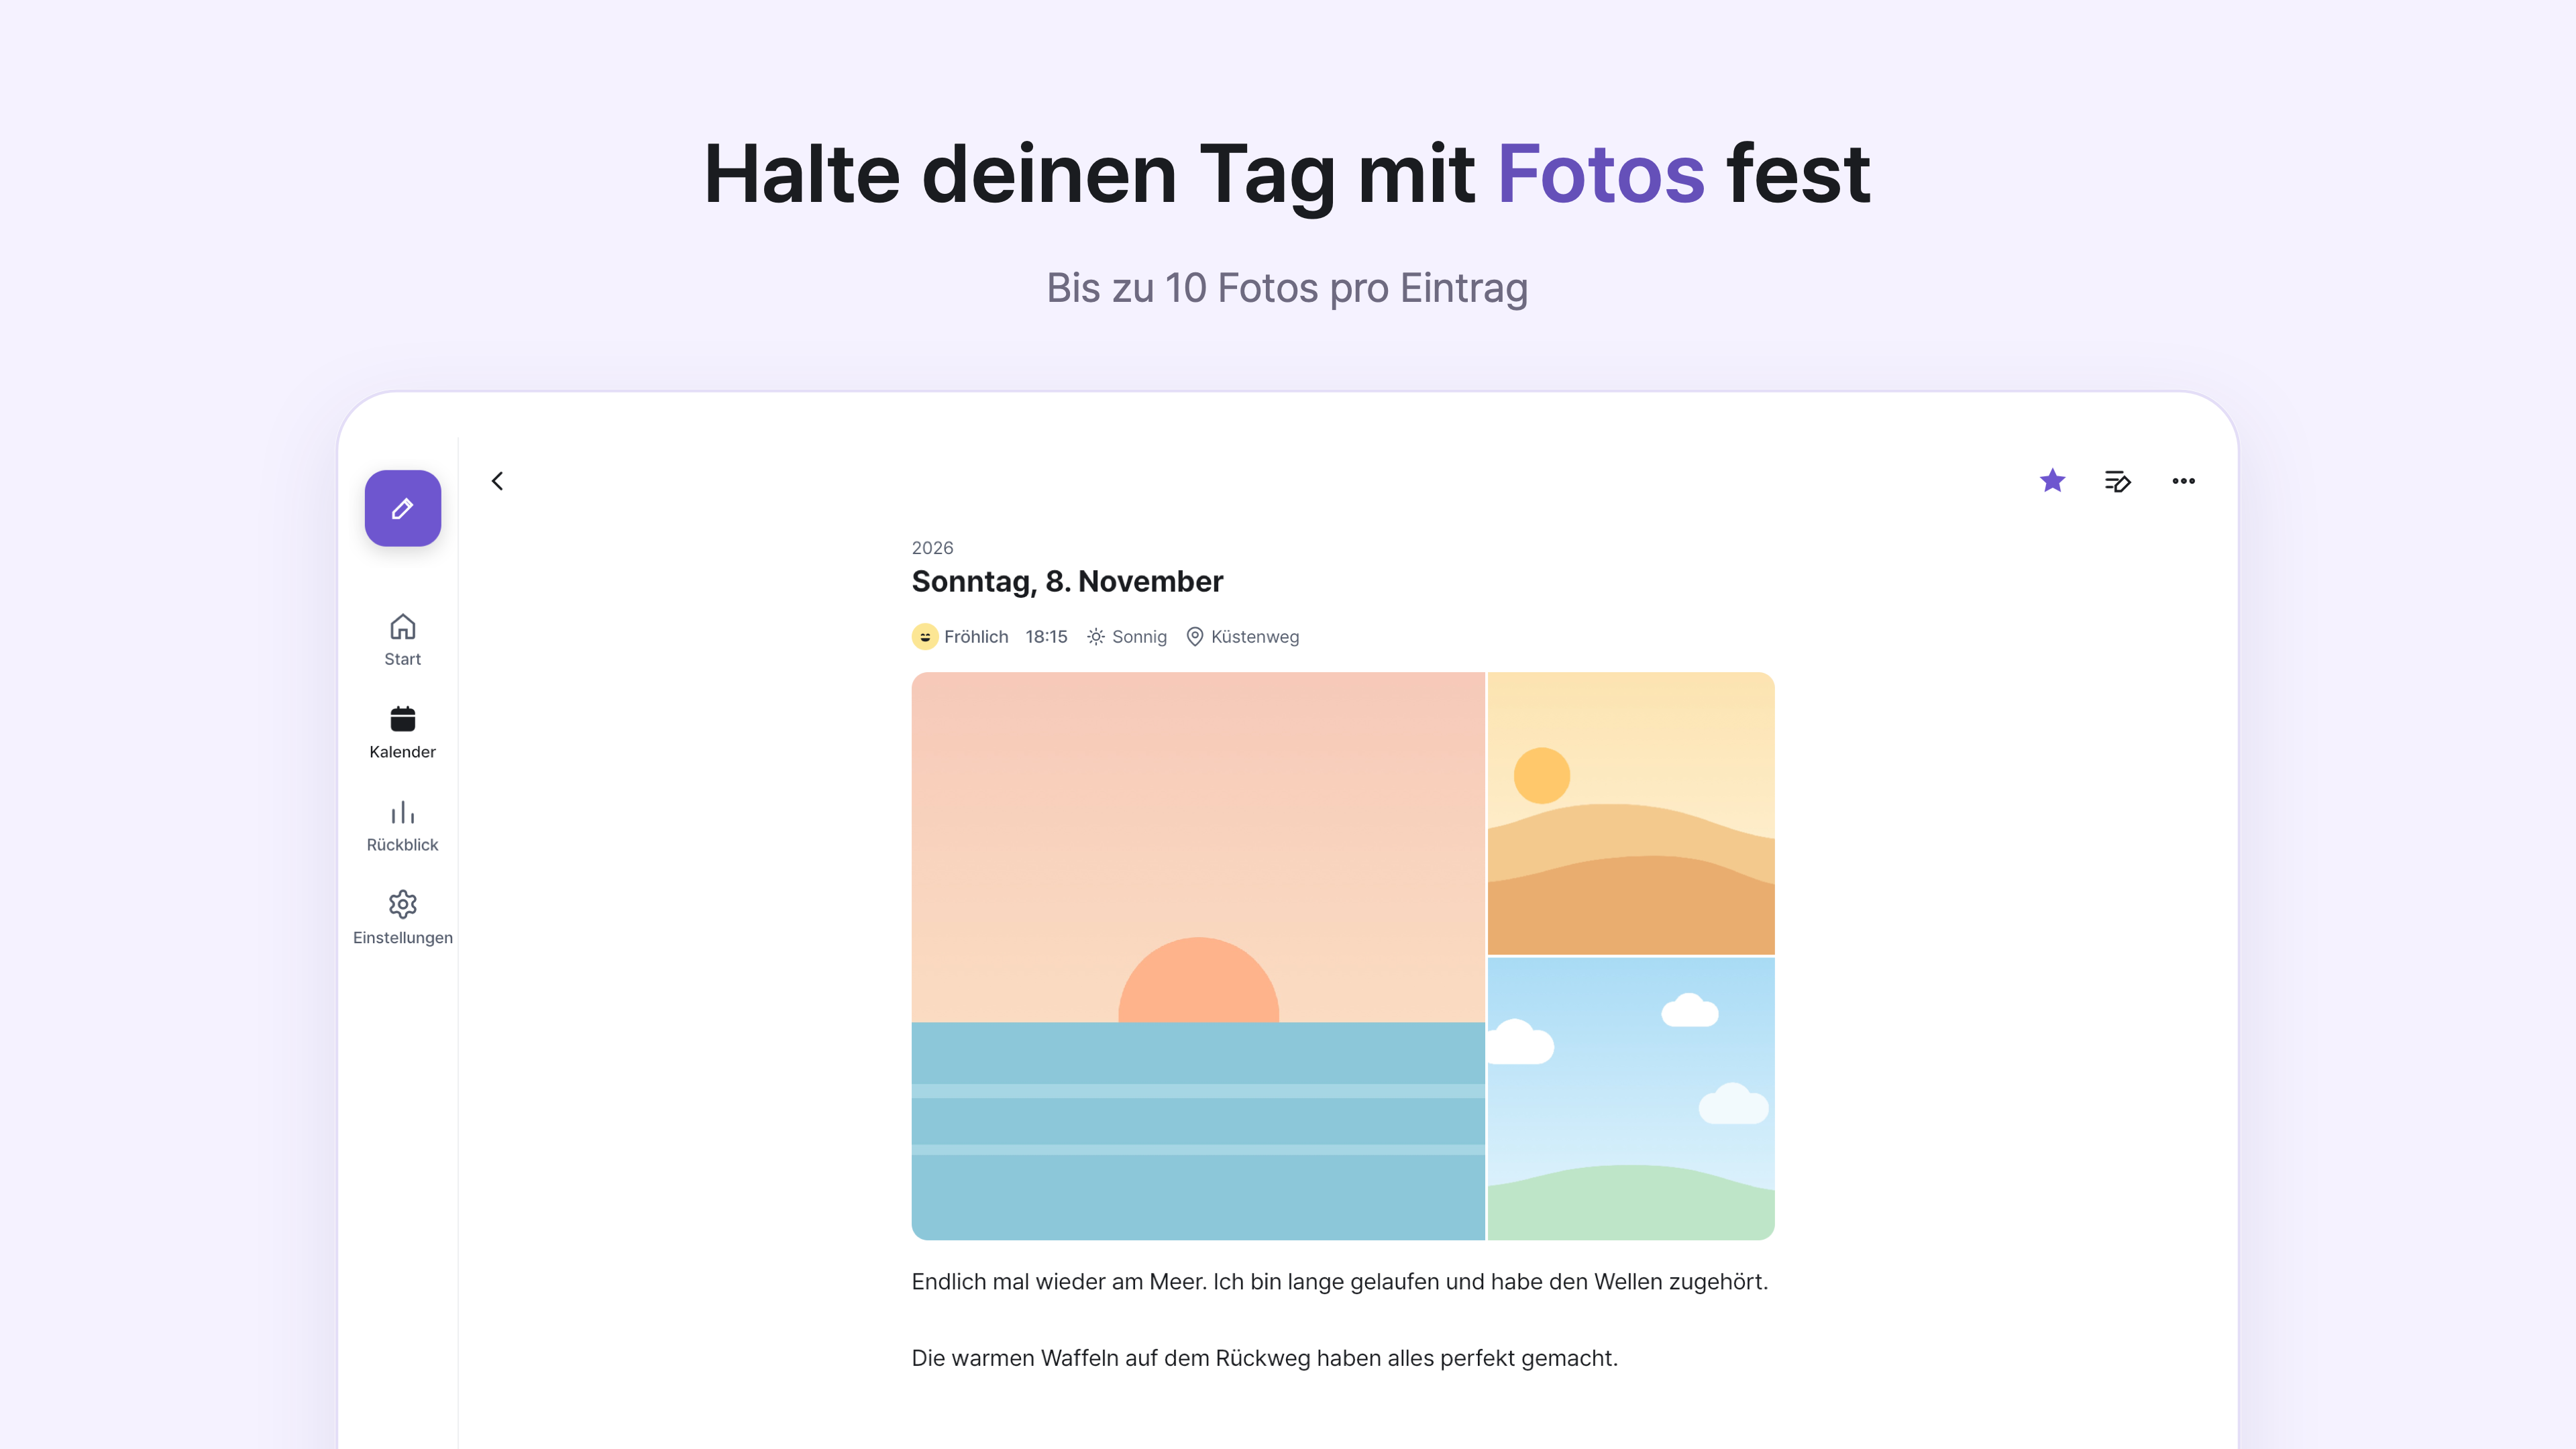 Halte deinen Tag mit Fotos fest
Bis zu 10 Fotos pro Eintrag
Start
Kalender
Rückblick
Einstellungen
2026
Sonntag, 8. November
Fröhlich 18:15 Sonnig Küstenweg
Endlich mal wieder am Meer. Ich bin lange gelaufen und habe den Wellen zugehört.
Die warmen Waffeln auf dem Rückweg haben alles perfekt gemacht.